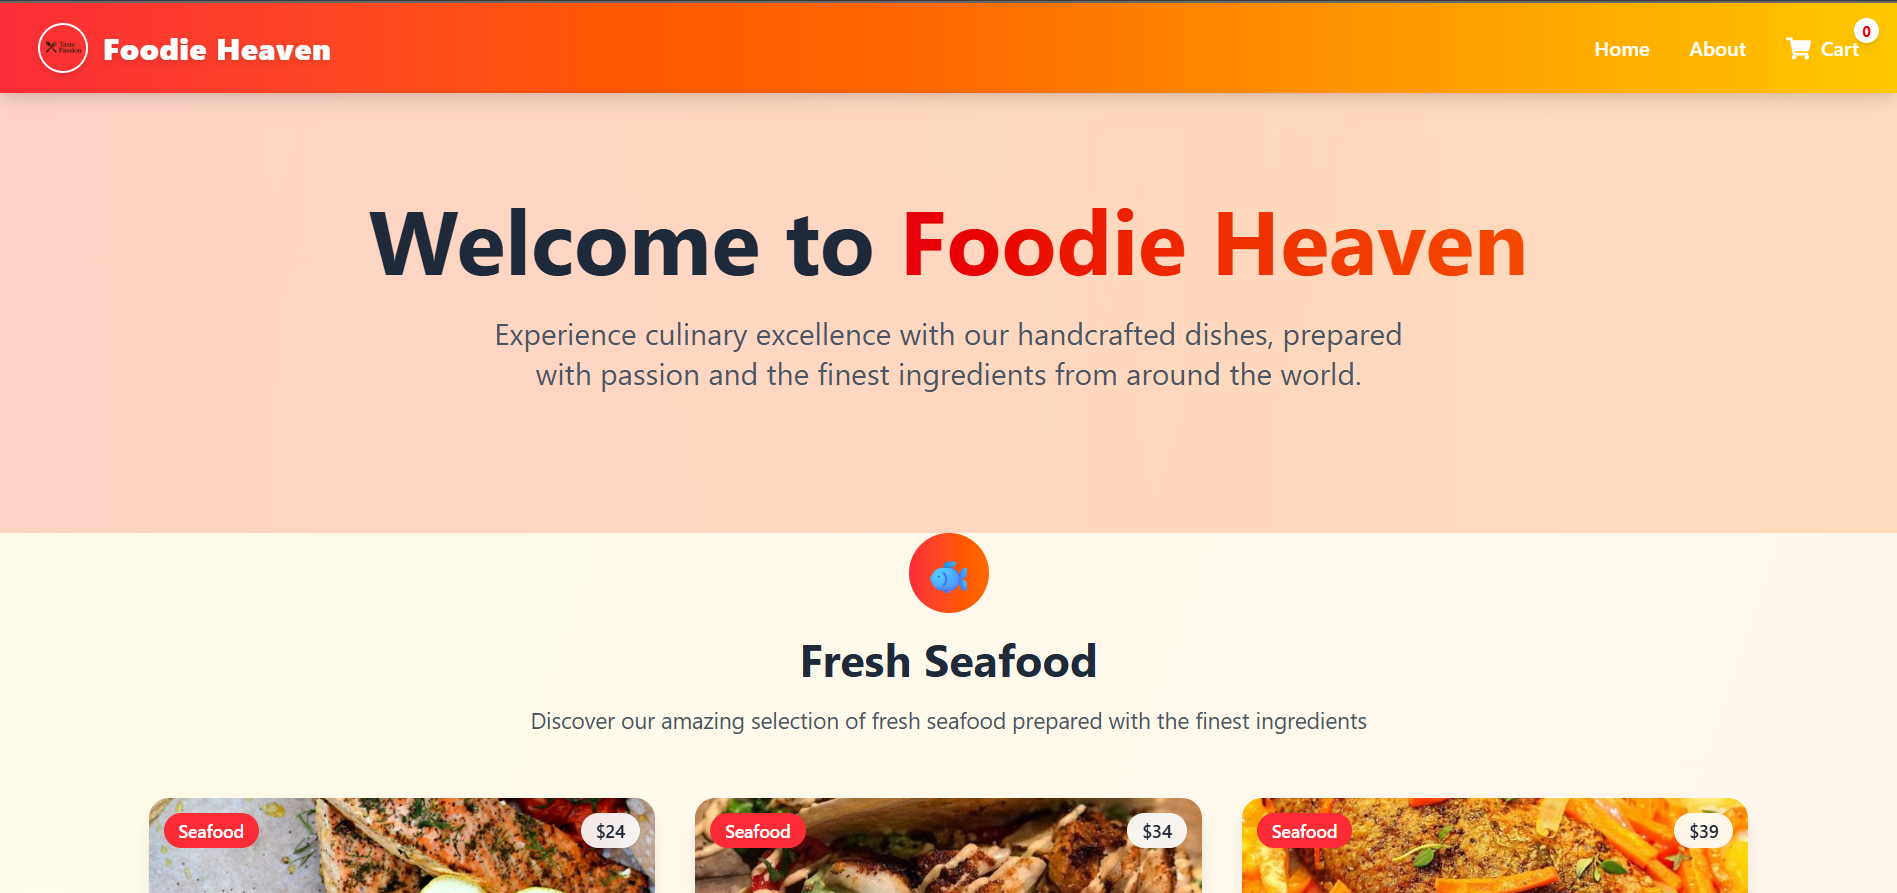 Taste
Passion
Foodie Heaven
Home
About
Cart
0
Welcome to Foodie Heaven
Experience culinary excellence with our handcrafted dishes, prepared
with passion and the finest ingredients from around the world.
Fresh Seafood
Discover our amazing selection of fresh seafood prepared with the finest ingredients
Seafood
$24
Seafood
$34
Seafood
$39